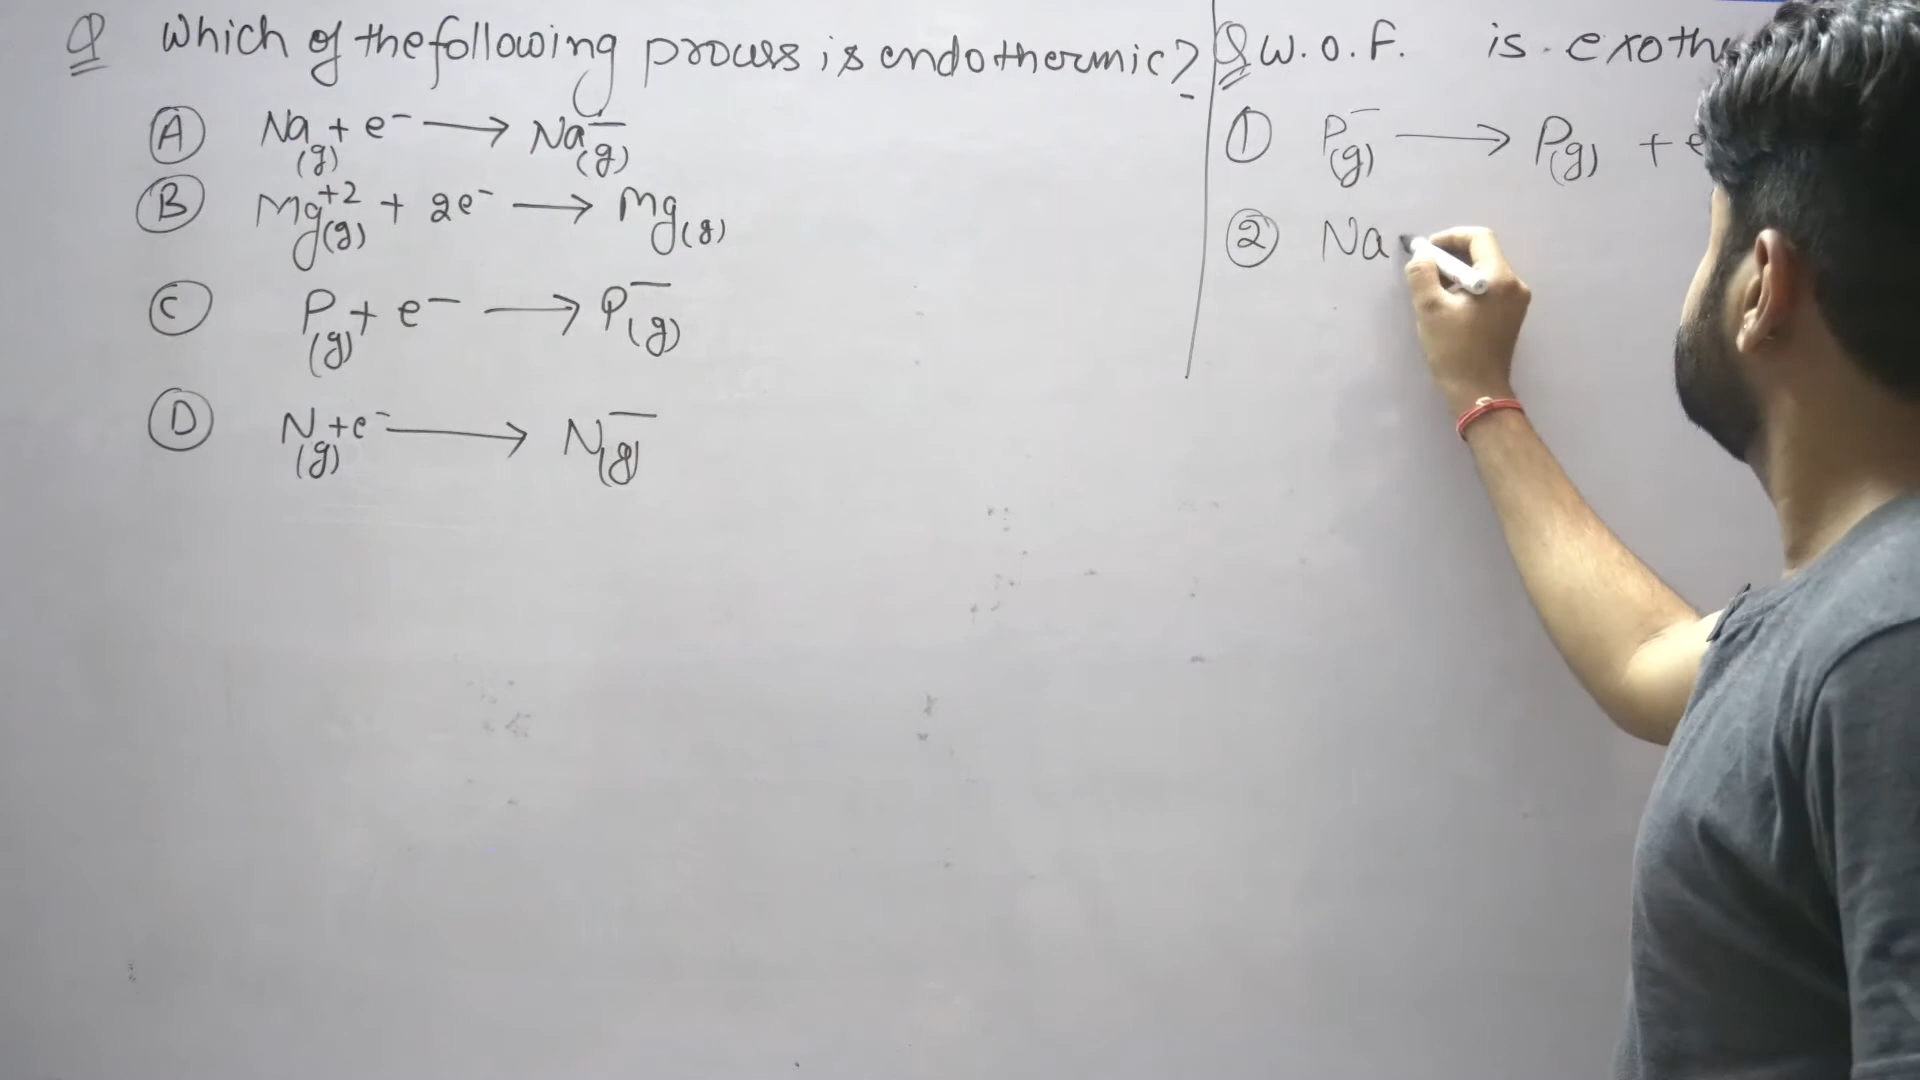 Q Which of the following process is endothermic?
(A) Na(g) + e⁻ ⟶ Na⁻(g)
(B) Mg⁺²(g) + 2e⁻ ⟶ Mg(g)
(C) P(g) + e⁻ ⟶ P⁻(g)
(D) N(g) + e⁻ ⟶ N⁻(g)
Q W.O.F. is exoth
(1) P⁻(g) ⟶ P(g) + e
(2) Na